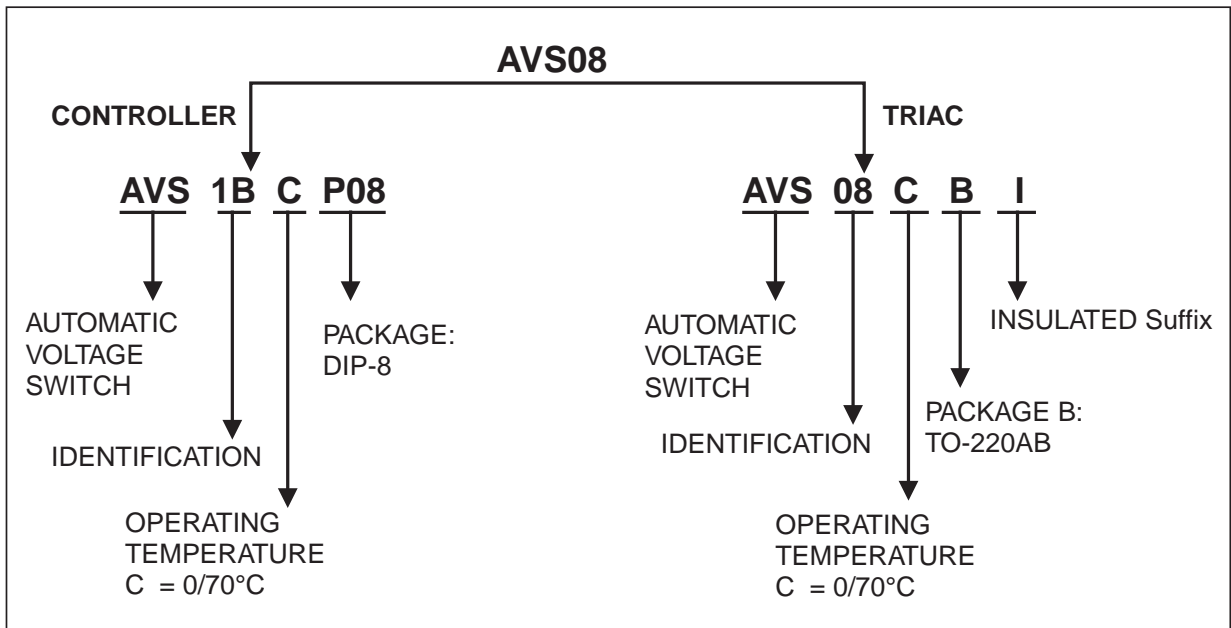 AVS08
CONTROLLER
TRIAC
AVS 1B C P08
AVS 08 C B I
AUTOMATIC
VOLTAGE
SWITCH
IDENTIFICATION
OPERATING
TEMPERATURE
C = 0/70°C
PACKAGE:
DIP-8
AUTOMATIC
VOLTAGE
SWITCH
IDENTIFICATION
OPERATING
TEMPERATURE
C = 0/70°C
PACKAGE B:
TO-220AB
INSULATED Suffix